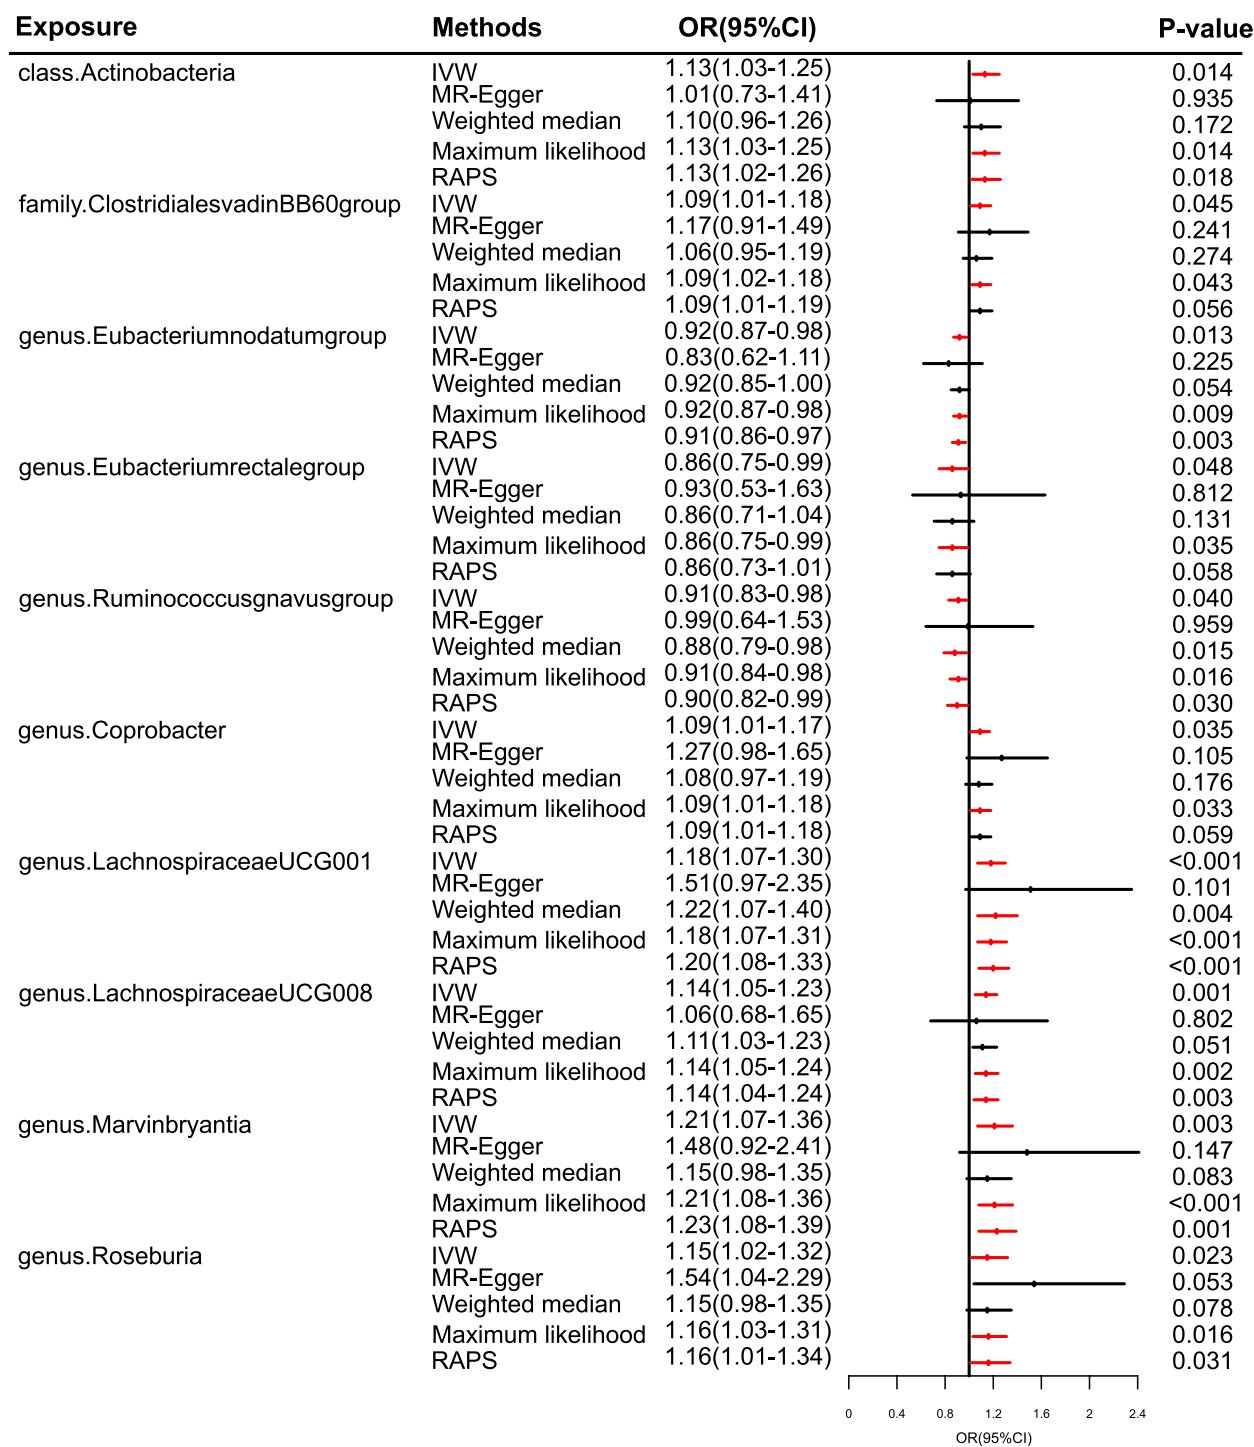 Exposure Methods OR(95%CI) P-value
class.Actinobacteria IVW 1.13(1.03-1.25) 0.014
MR-Egger 1.01(0.73-1.41) 0.935
Weighted median 1.10(0.96-1.26) 0.172
Maximum likelihood 1.13(1.03-1.25) 0.014
RAPS 1.13(1.02-1.26) 0.018
family.ClostridialesvadinBB60group IVW 1.09(1.01-1.18) 0.045
MR-Egger 1.17(0.91-1.49) 0.241
Weighted median 1.06(0.95-1.19) 0.274
Maximum likelihood 1.09(1.02-1.18) 0.043
RAPS 1.09(1.01-1.19) 0.056
genus.Eubacteriumnodatumgroup IVW 0.92(0.87-0.98) 0.013
MR-Egger 0.83(0.62-1.11) 0.225
Weighted median 0.92(0.85-1.00) 0.054
Maximum likelihood 0.92(0.87-0.98) 0.009
RAPS 0.91(0.86-0.97) 0.003
genus.Eubacteriumrectalegroup IVW 0.86(0.75-0.99) 0.048
MR-Egger 0.93(0.53-1.63) 0.812
Weighted median 0.86(0.71-1.04) 0.131
Maximum likelihood 0.86(0.75-0.99) 0.035
RAPS 0.86(0.73-1.01) 0.058
genus.Ruminococcusgnavusgroup IVW 0.91(0.83-0.98) 0.040
MR-Egger 0.99(0.64-1.53) 0.959
Weighted median 0.88(0.79-0.98) 0.015
Maximum likelihood 0.91(0.84-0.98) 0.016
RAPS 0.90(0.82-0.99) 0.030
genus.Coprobacter IVW 1.09(1.01-1.17) 0.035
MR-Egger 1.27(0.98-1.65) 0.105
Weighted median 1.08(0.97-1.19) 0.176
Maximum likelihood 1.09(1.01-1.18) 0.033
RAPS 1.09(1.01-1.18) 0.059
genus.LachnospiraceaeUCG001 IVW 1.18(1.07-1.30) <0.001
MR-Egger 1.51(0.97-2.35) 0.101
Weighted median 1.22(1.07-1.40) 0.004
Maximum likelihood 1.18(1.07-1.31) <0.001
RAPS 1.20(1.08-1.33) <0.001
genus.LachnospiraceaeUCG008 IVW 1.14(1.05-1.23) 0.001
MR-Egger 1.06(0.68-1.65) 0.802
Weighted median 1.11(1.03-1.23) 0.051
Maximum likelihood 1.14(1.05-1.24) 0.002
RAPS 1.14(1.04-1.24) 0.003
genus.Marvinbryantia IVW 1.21(1.07-1.36) 0.003
MR-Egger 1.48(0.92-2.41) 0.147
Weighted median 1.15(0.98-1.35) 0.083
Maximum likelihood 1.21(1.08-1.36) <0.001
RAPS 1.23(1.08-1.39) 0.001
genus.Roseburia IVW 1.15(1.02-1.32) 0.023
MR-Egger 1.54(1.04-2.29) 0.053
Weighted median 1.15(0.98-1.35) 0.078
Maximum likelihood 1.16(1.03-1.31) 0.016
RAPS 1.16(1.01-1.34) 0.031
0 0.4 0.8 1.2 1.6 2 2.4
OR(95%CI)